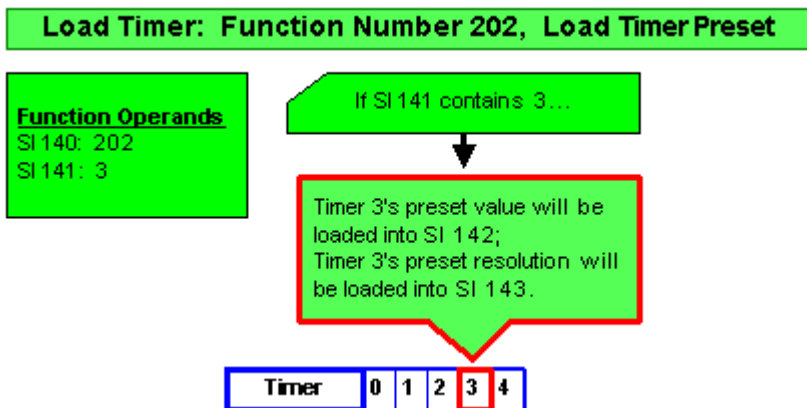 Load Timer: Function Number 202, Load Timer Preset
Function Operands
SI 140: 202
SI 141: 3
If SI 141 contains 3...
Timer 3's preset value will be
loaded into SI 142;
Timer 3's preset resolution will
be loaded into SI 143.
Timer 0 1 2 3 4